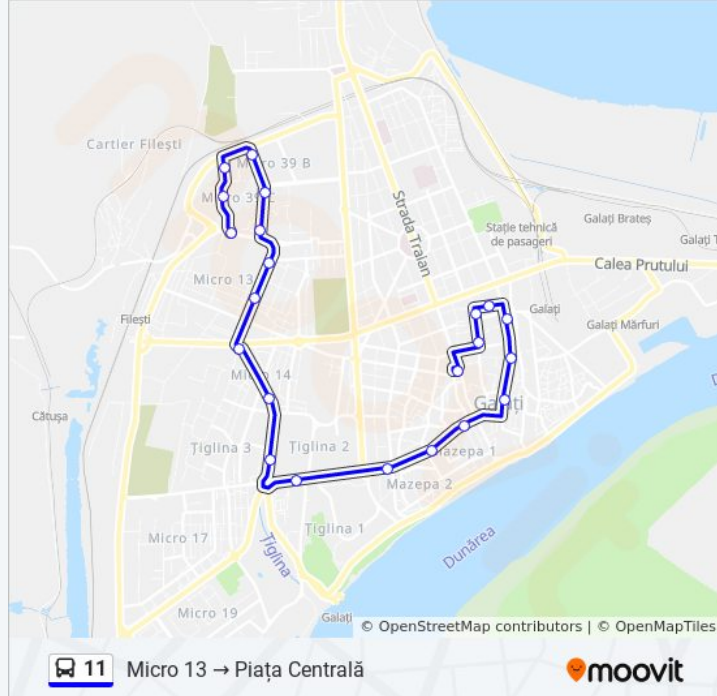 Cartier Filești
Micro 39 B
Micro 39 C
Strada Traian
Stație tehnică
de pasageri
Galați Brateș
Galați T
Calea Prutului
Micro 13
Filești
Galați
Galați Mărfuri
Micro 14
Cătușa
Galați
Țiglina 3
Țiglina 2
Mazepa 1
Mazepa 2
Micro 17
Țiglina 1
Țiglina
Dunărea
Micro 19
Galați
© OpenStreetMap contributors | © OpenMapTiles
11 Micro 13 → Piața Centrală
moovit